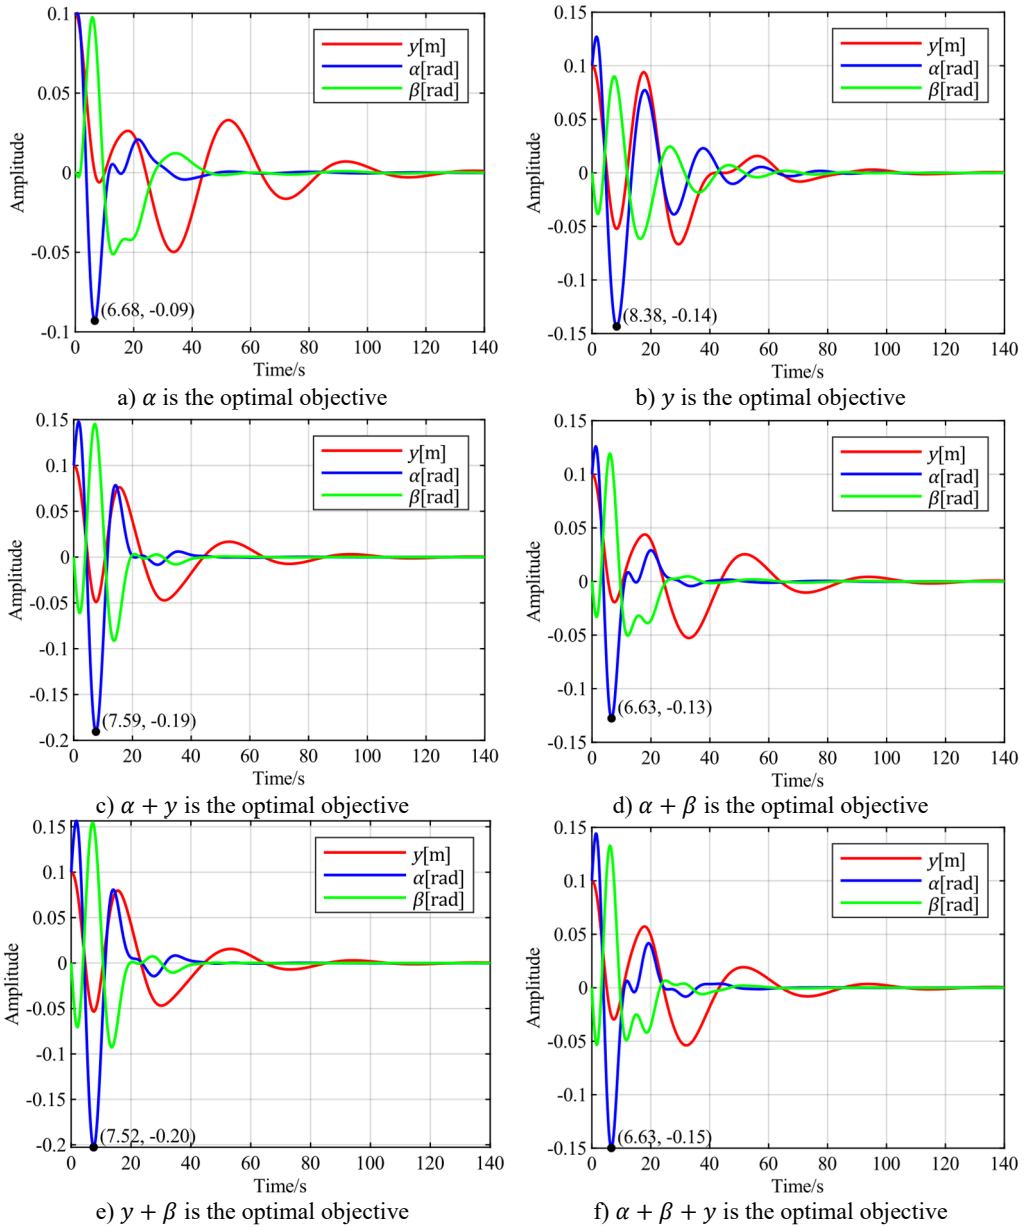 0.1
0.05
0
-0.05
-0.1
Amplitude
y[m]
α[rad]
β[rad]
(6.68, -0.09)
0 20 40 60 80 100 120 140
Time/s
a) α is the optimal objective
0.15
0.1
0.05
0
-0.05
-0.1
-0.15
Amplitude
y[m]
α[rad]
β[rad]
(8.38, -0.14)
0 20 40 60 80 100 120 140
Time/s
b) y is the optimal objective
0.15
0.1
0.05
0
-0.05
-0.1
-0.15
-0.2
Amplitude
y[m]
α[rad]
β[rad]
(7.59, -0.19)
0 20 40 60 80 100 120 140
Time/s
c) α + y is the optimal objective
0.15
0.1
0.05
0
-0.05
-0.1
-0.15
Amplitude
y[m]
α[rad]
β[rad]
(6.63, -0.13)
0 20 40 60 80 100 120 140
Time/s
d) α + β is the optimal objective
0.15
0.1
0.05
0
-0.05
-0.1
-0.15
-0.2
Amplitude
y[m]
α[rad]
β[rad]
(7.52, -0.20)
0 20 40 60 80 100 120 140
Time/s
e) y + β is the optimal objective
0.15
0.1
0.05
0
-0.05
-0.1
-0.15
Amplitude
y[m]
α[rad]
β[rad]
(6.63, -0.15)
0 20 40 60 80 100 120 140
Time/s
f) α + β + y is the optimal objective